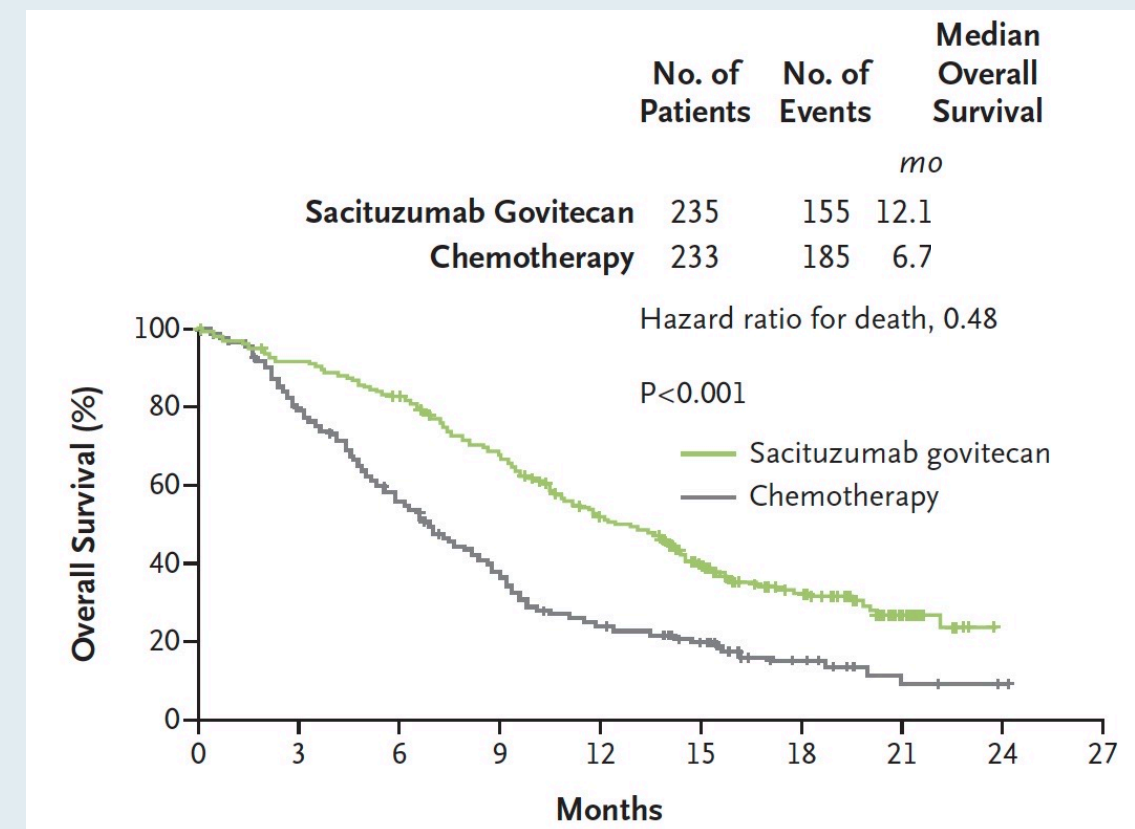 Median
No. of No. of Overall
Patients Events Survival
mo
Sacituzumab Govitecan 235 155 12.1
Chemotherapy 233 185 6.7
Hazard ratio for death, 0.48
P<0.001
Sacituzumab govitecan
Chemotherapy
Overall Survival (%)
100
80
60
40
20
0
0 3 6 9 12 15 18 21 24 27
Months